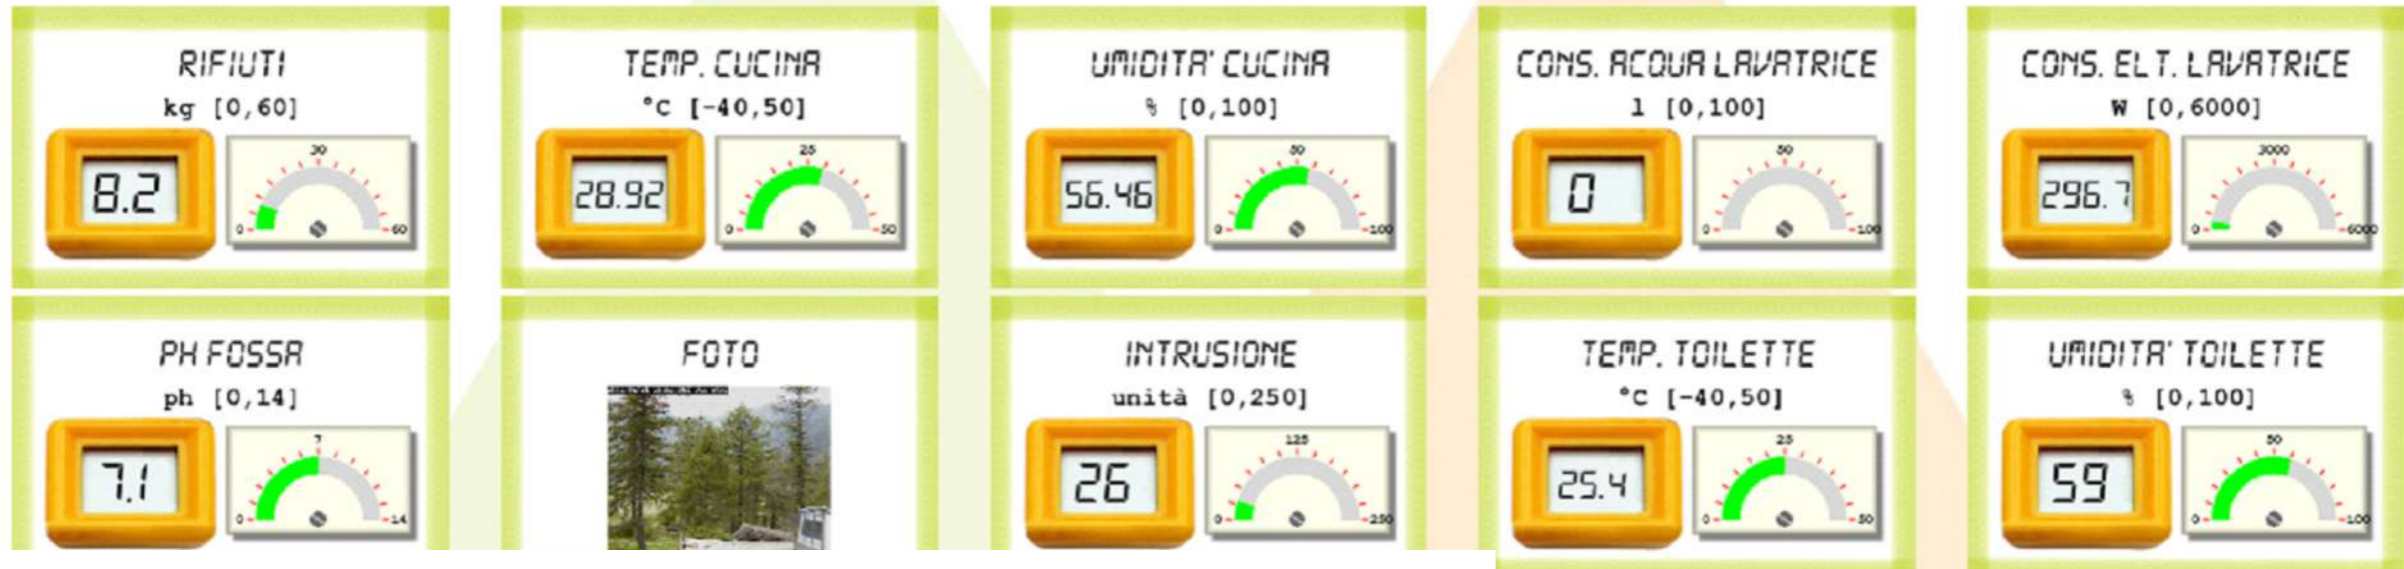 RIFIUTI
kg [0,60]
8.2
30
0
60
TEMP. CUCINA
°C [-40,50]
28.92
25
0
50
UMIDITA' CUCINA
% [0,100]
56.46
50
0
100
CONS. ACQUA LAVATRICE
l [0,100]
0
50
0
100
CONS. ELT. LAVATRICE
W [0,6000]
296.7
3000
0
6000
PH FOSSA
ph [0,14]
7.1
7
0
14
FOTO
INTRUSIONE
unità [0,250]
26
125
0
250
TEMP. TOILETTE
°C [-40,50]
25.4
25
0
50
UMIDITA' TOILETTE
% [0,100]
59
50
0
100